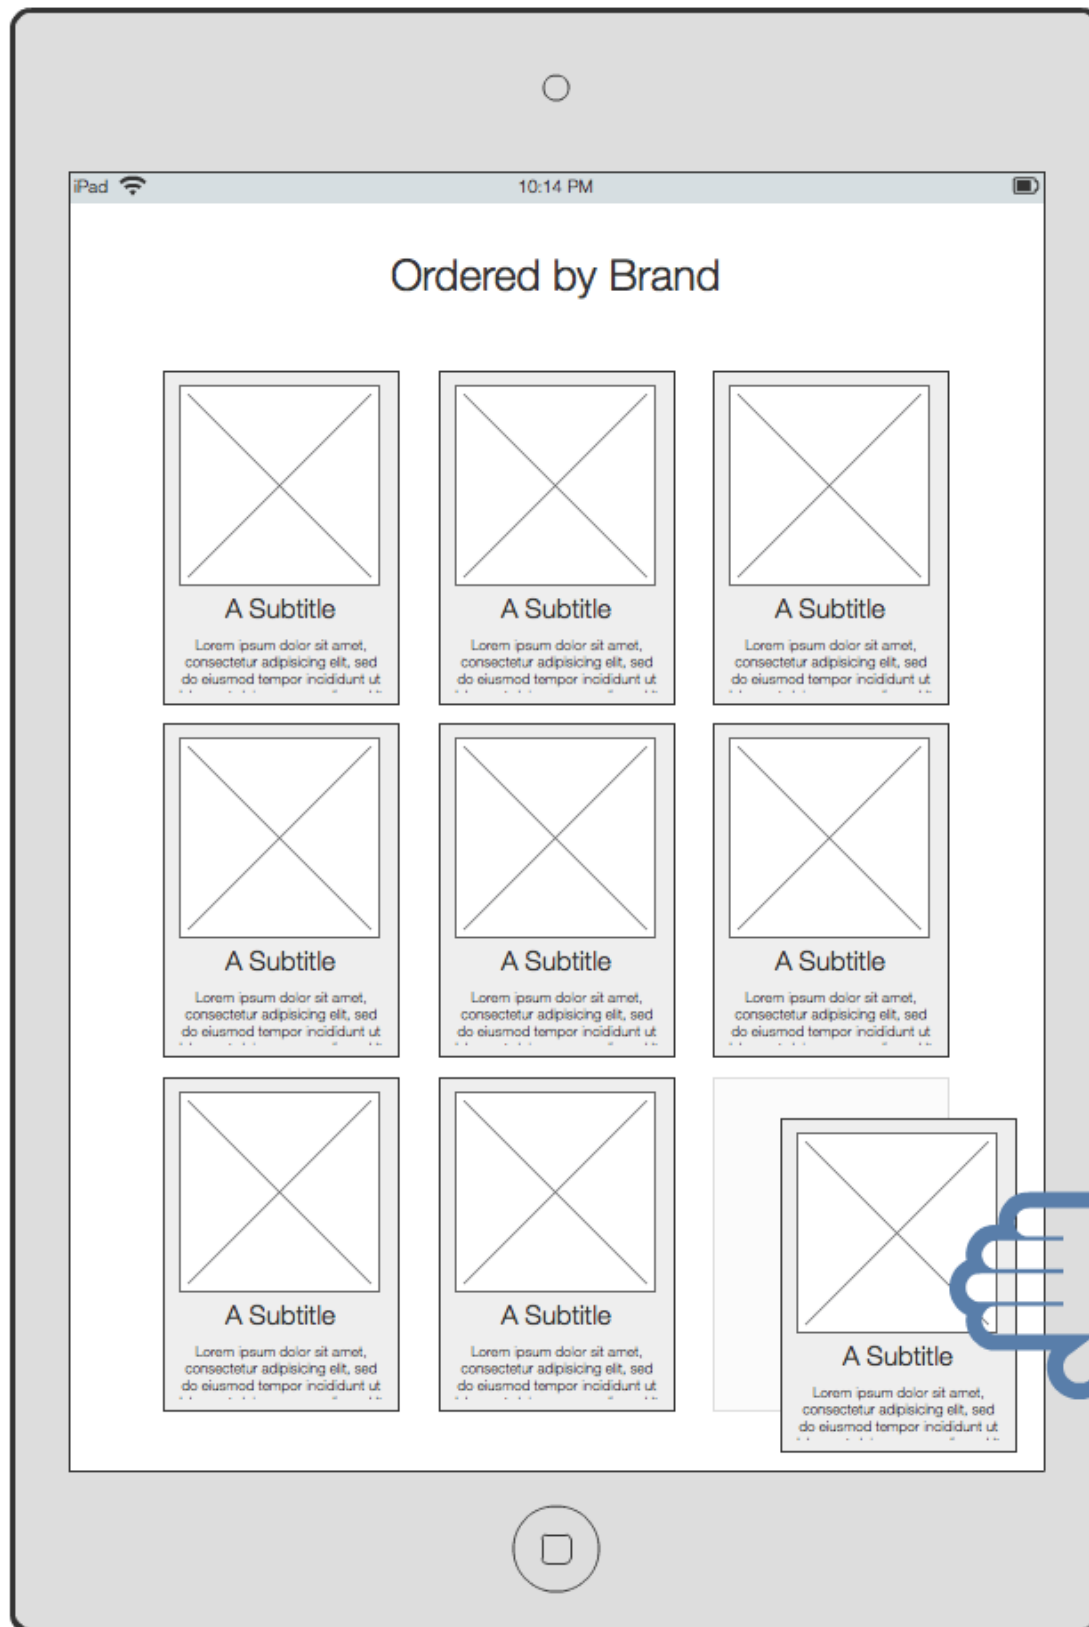 iPad
10:14 PM
Ordered by Brand
A Subtitle
Lorem ipsum dolor sit amet,
consectetur adipisicing elit, sed
do eiusmod tempor incididunt ut
A Subtitle
Lorem ipsum dolor sit amet,
consectetur adipisicing elit, sed
do eiusmod tempor incididunt ut
A Subtitle
Lorem ipsum dolor sit amet,
consectetur adipisicing elit, sed
do eiusmod tempor incididunt ut
A Subtitle
Lorem ipsum dolor sit amet,
consectetur adipisicing elit, sed
do eiusmod tempor incididunt ut
A Subtitle
Lorem ipsum dolor sit amet,
consectetur adipisicing elit, sed
do eiusmod tempor incididunt ut
A Subtitle
Lorem ipsum dolor sit amet,
consectetur adipisicing elit, sed
do eiusmod tempor incididunt ut
A Subtitle
Lorem ipsum dolor sit amet,
consectetur adipisicing elit, sed
do eiusmod tempor incididunt ut
A Subtitle
Lorem ipsum dolor sit amet,
consectetur adipisicing elit, sed
do eiusmod tempor incididunt ut
A Subtitle
Lorem ipsum dolor sit amet,
consectetur adipisicing elit, sed
do eiusmod tempor incididunt ut